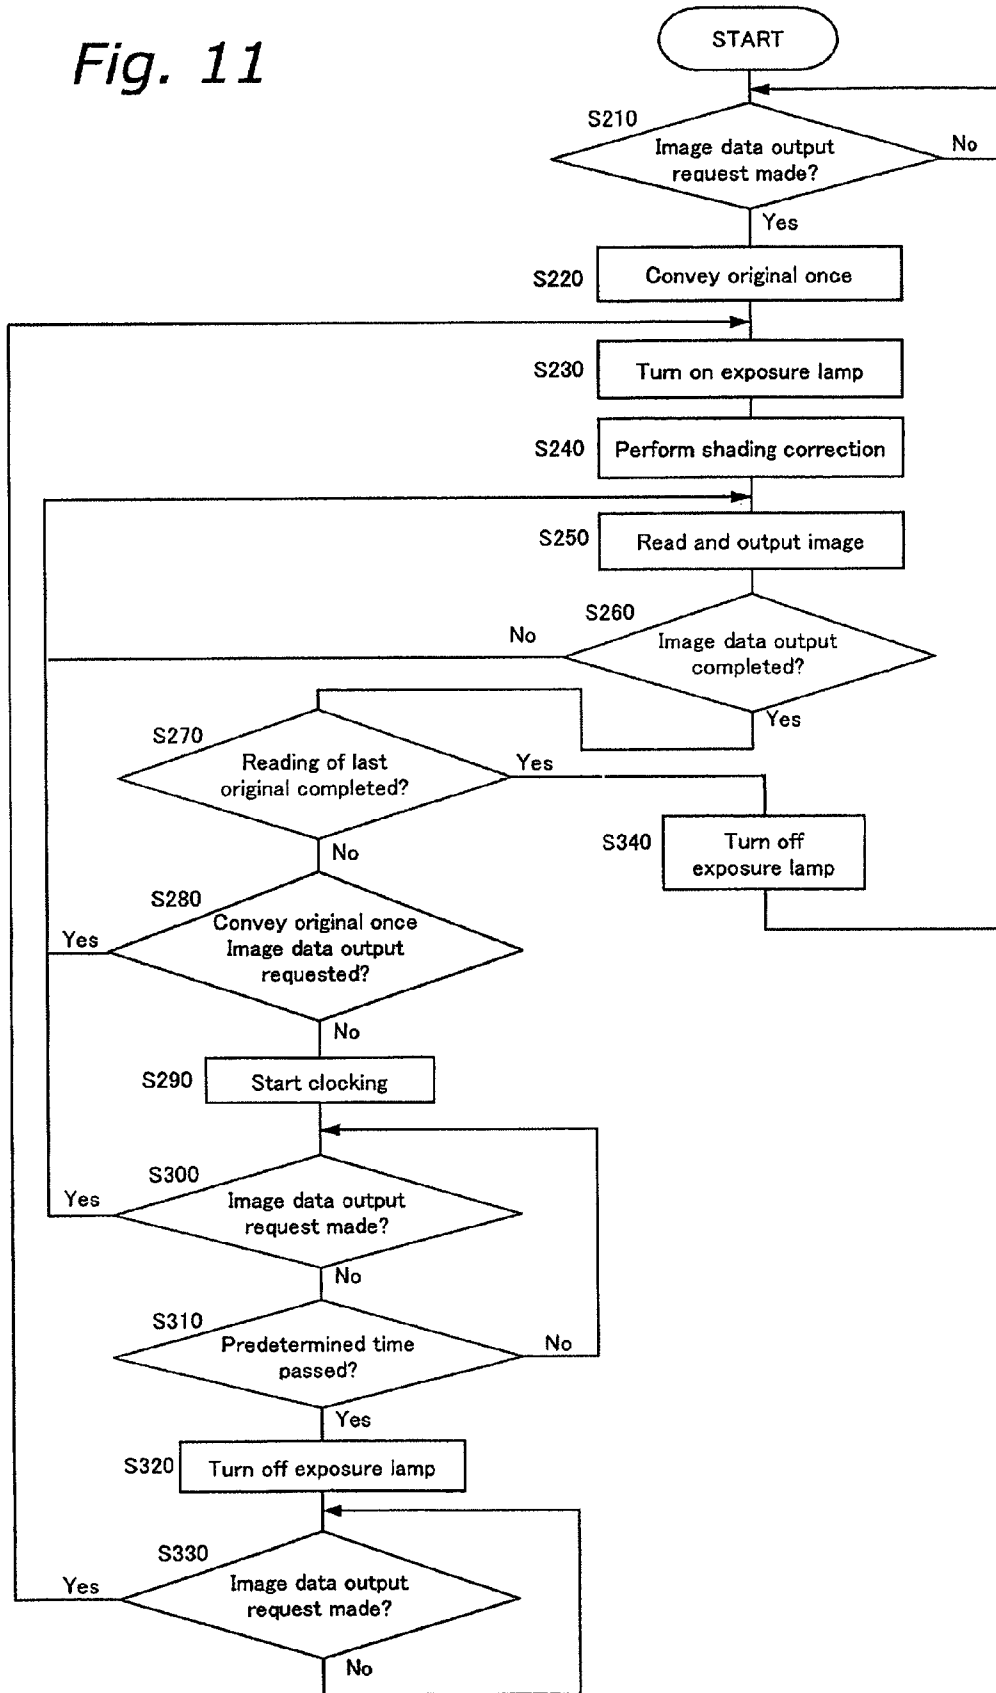 Fig. 11
START
S210
Image data output
request made?
No
Yes
S220
Convey original once
S230
Turn on exposure lamp
S240
Perform shading correction
S250
Read and output image
S260
Image data output
completed?
No
Yes
S270
Reading of last
original completed?
Yes
No
S340
Turn off
exposure lamp
S280
Convey original once
Image data output
requested?
Yes
No
S290
Start clocking
S300
Image data output
request made?
Yes
No
S310
Predetermined time
passed?
No
Yes
S320
Turn off exposure lamp
S330
Image data output
request made?
Yes
No